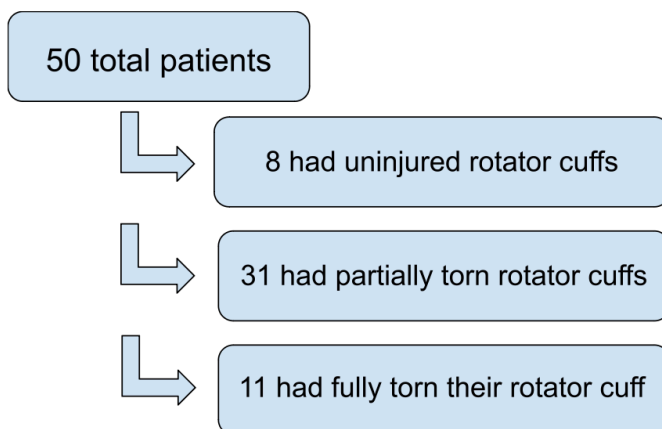 50 total patients
8 had uninjured rotator cuffs
31 had partially torn rotator cuffs
11 had fully torn their rotator cuff